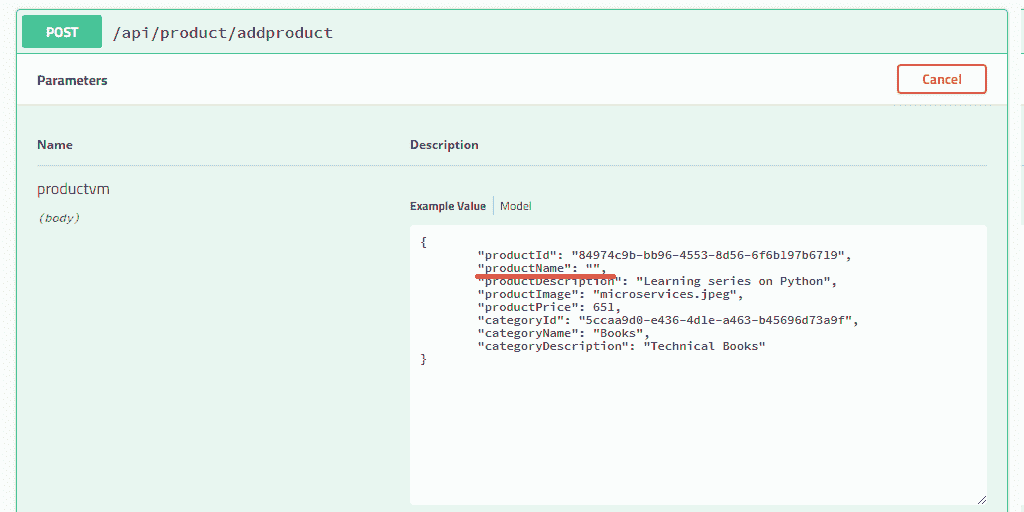 POST /api/product/addproduct
Parameters Cancel
Name Description
productvm
(body)
Example Value Model
{
"productId": "84974c9b-bb96-4553-8d56-6f6b197b6719",
"productName": "",
"productDescription": "Learning series on Python",
"productImage": "microservices.jpeg",
"productPrice": 651,
"categoryId": "5ccaa9d0-e436-4d1e-a463-b45696d73a9f",
"categoryName": "Books",
"categoryDescription": "Technical Books"
}